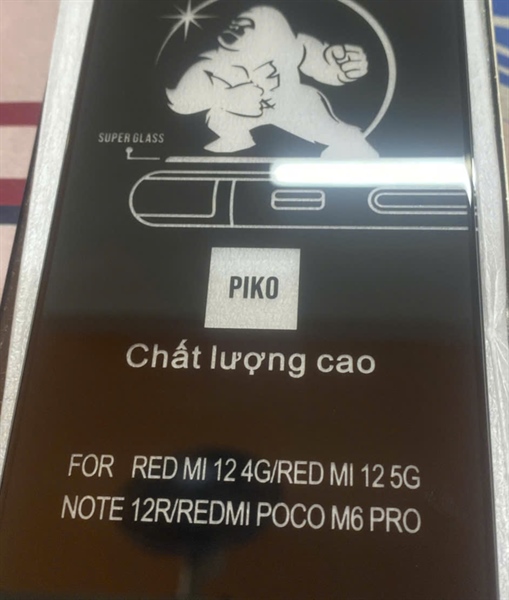 SUPER GLASS
PIKO
Chất lượng cao
FOR RED MI 12 4G/RED MI 12 5G
NOTE 12R/REDMI POCO M6 PRO